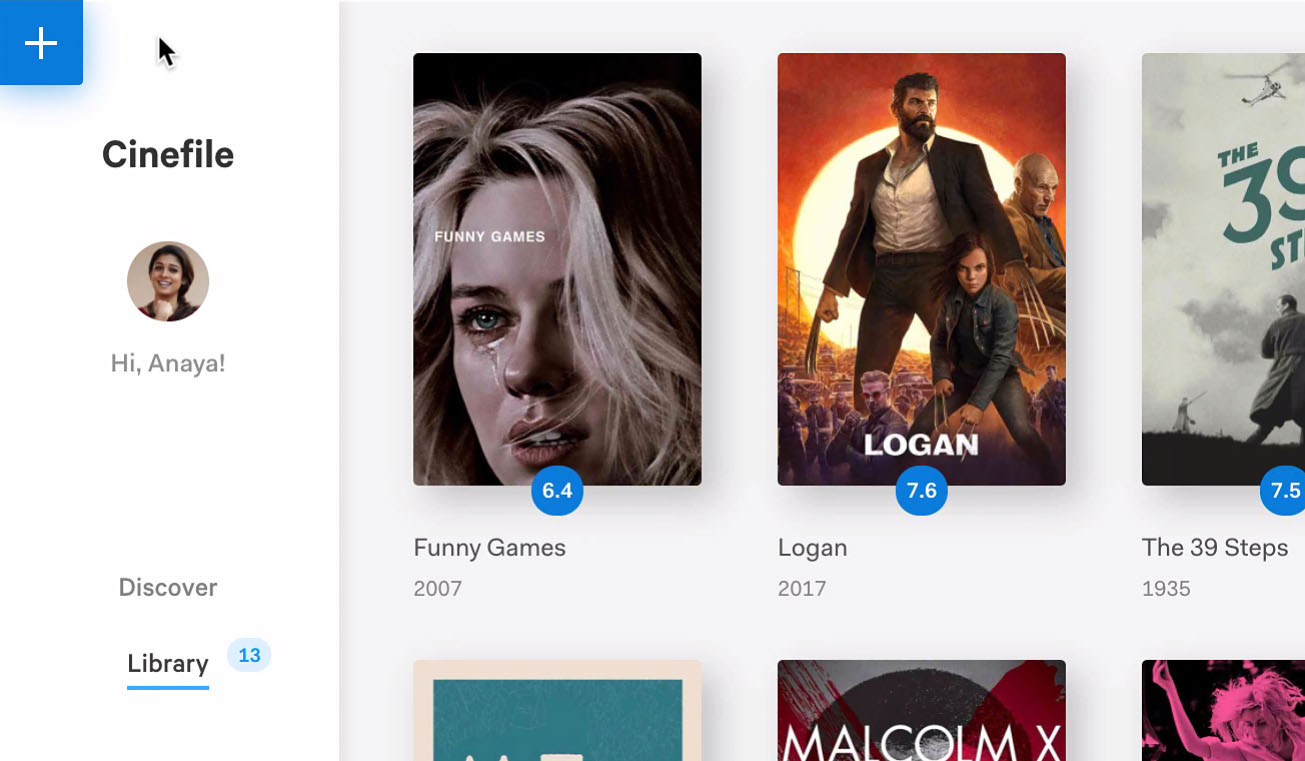 Cinefile
Hi, Anaya!
Discover
Library
13
FUNNY GAMES
6.4
Funny Games
2007
LOGAN
7.6
Logan
2017
THE
39
7.5
The 39 Steps
1935
MALCOLM X